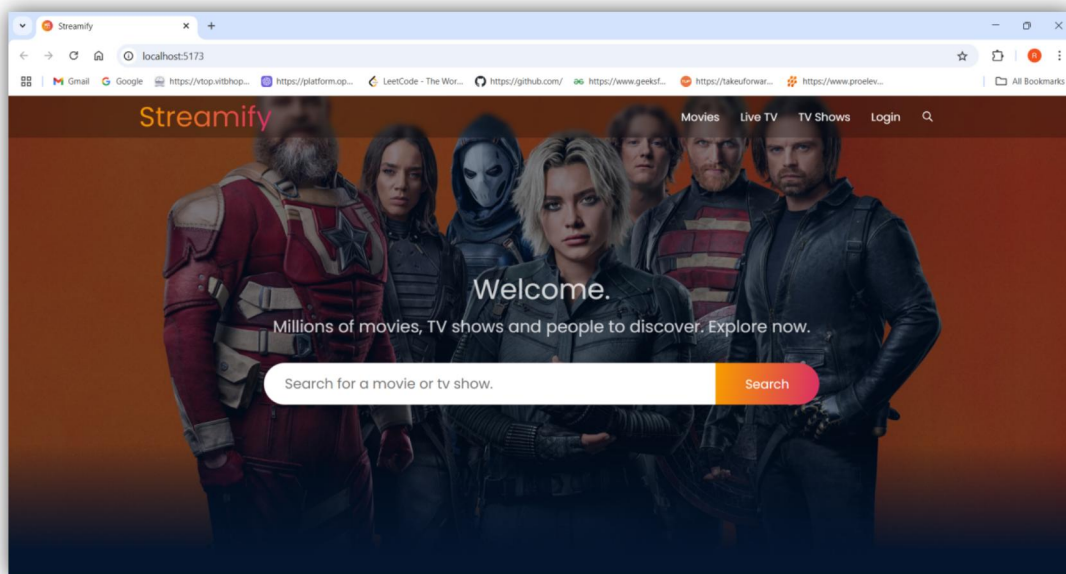 Streamify
localhost:5173
Gmail Google https://vtop.vitbhop... https://platform.op... LeetCode - The Wor... https://github.com/ https://www.geeksf... https://takeuforwar... https://www.proelev... All Bookmarks
Streamify Movies Live TV TV Shows Login
Welcome.
Millions of movies, TV shows and people to discover. Explore now.
Search for a movie or tv show. Search